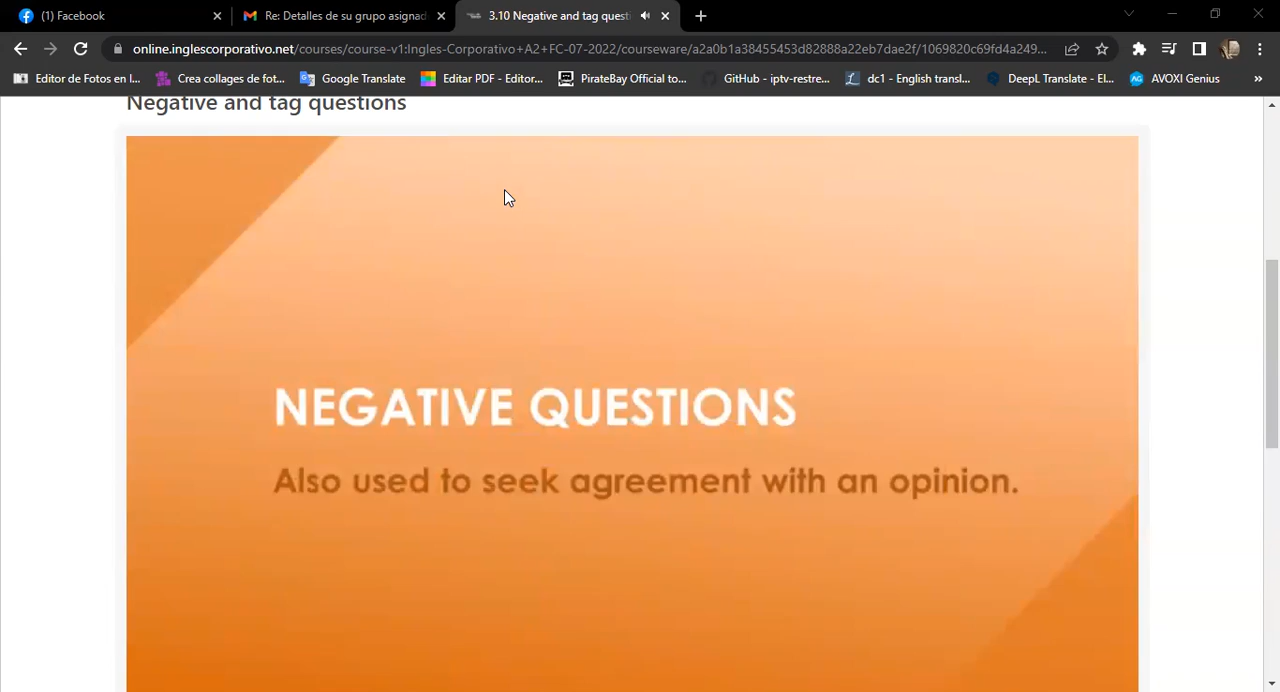 (1) Facebook
Re: Detalles de su grupo asignad
3.10 Negative and tag questi
online.inglescorporativo.net/courses/course-v1:Ingles-Corporativo+A2+FC-07-2022/courseware/a2a0b1a38455453d82888a22eb7dae2f/1069820c69fd4a249...
Editor de Fotos en l...
Crea collages de fot...
Google Translate
Editar PDF - Editor...
PirateBay Official to...
GitHub - iptv-restre...
dc1 - English transl...
DeepL Translate - El...
AVOXI Genius
»
Negative and tag questions
NEGATIVE QUESTIONS
Also used to seek agreement with an opinion.